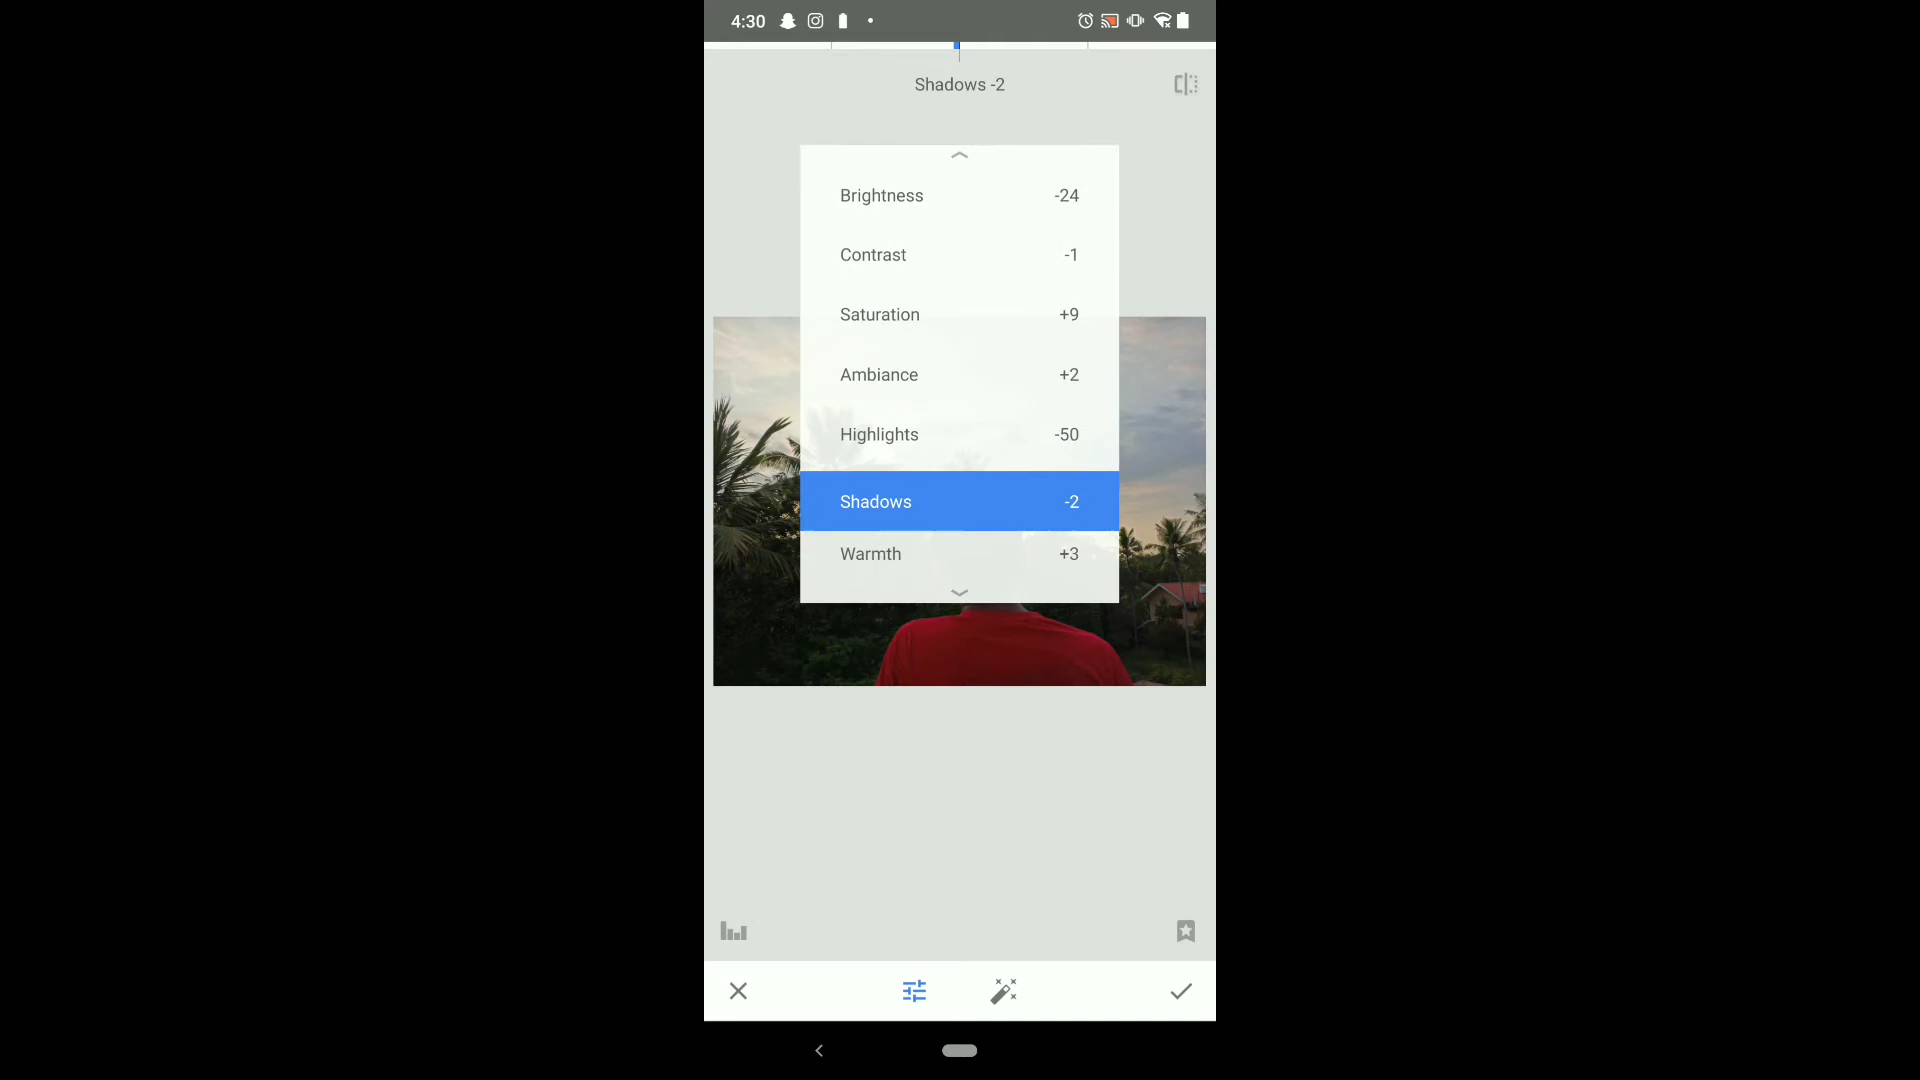 4:30
Shadows -2
Brightness -24
Contrast -1
Saturation +9
Ambiance +2
Highlights -50
Shadows -2
Warmth +3